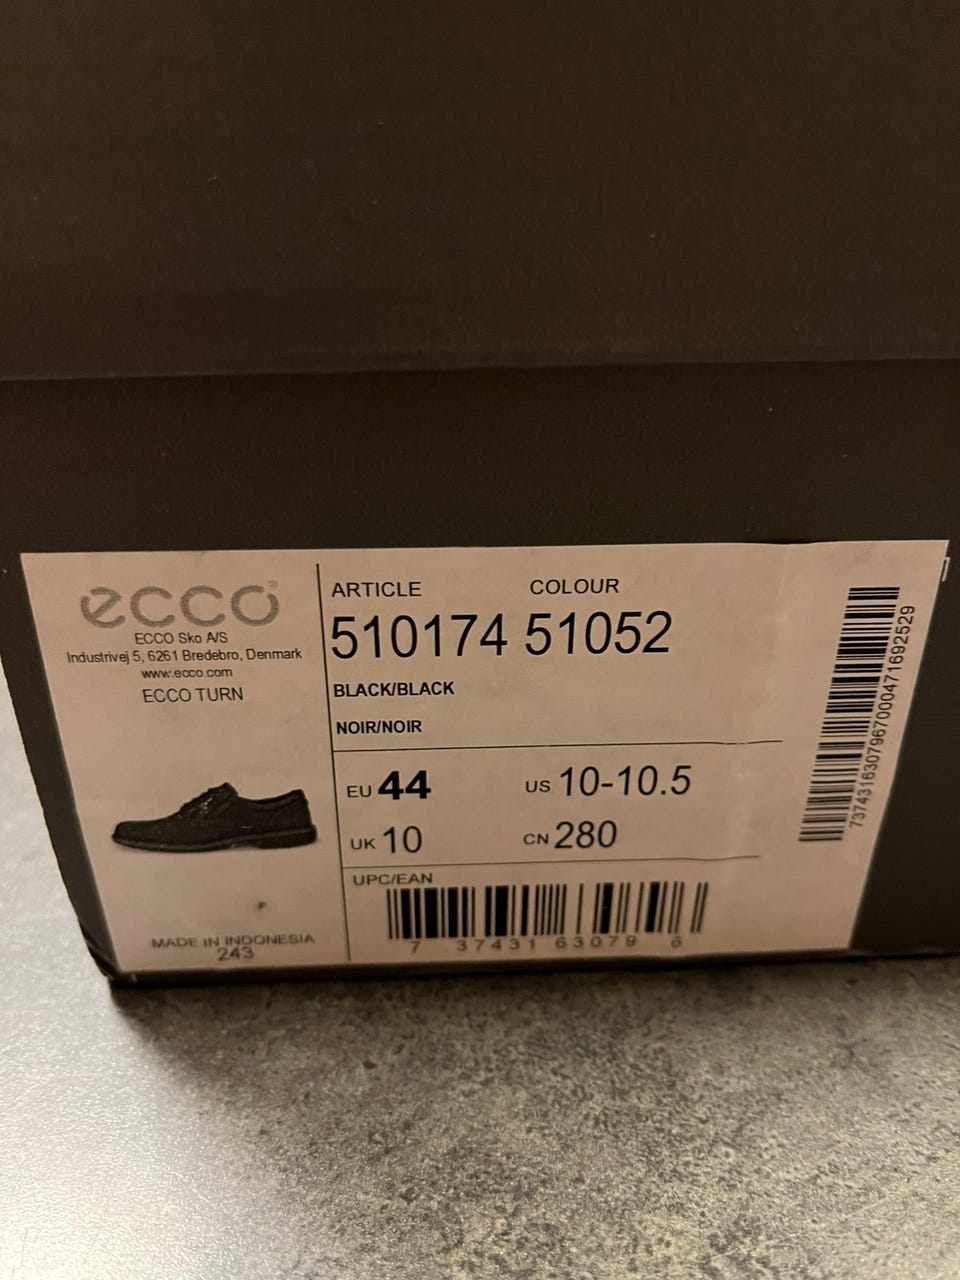 ecco®
ECCO Sko A/S
Industrivej 5, 6261 Bredebro, Denmark
www.ecco.com
ECCO TURN
MADE IN INDONESIA
243
ARTICLE COLOUR
510174 51052
BLACK/BLACK
NOIR/NOIR
EU 44 US 10-10.5
UK 10 CN 280
UPC/EAN
7 37431 63079 6
7374316307967000471692529